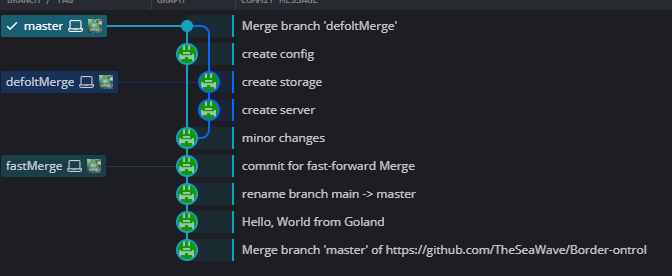 BRANCH / TAG GRAPH COMMIT MESSAGE
master Merge branch 'defoltMerge'
create config
defoltMerge create storage
create server
minor changes
fastMerge commit for fast-forward Merge
rename branch main -> master
Hello, World from Goland
Merge branch 'master' of https://github.com/TheSeaWave/Border-ontrol